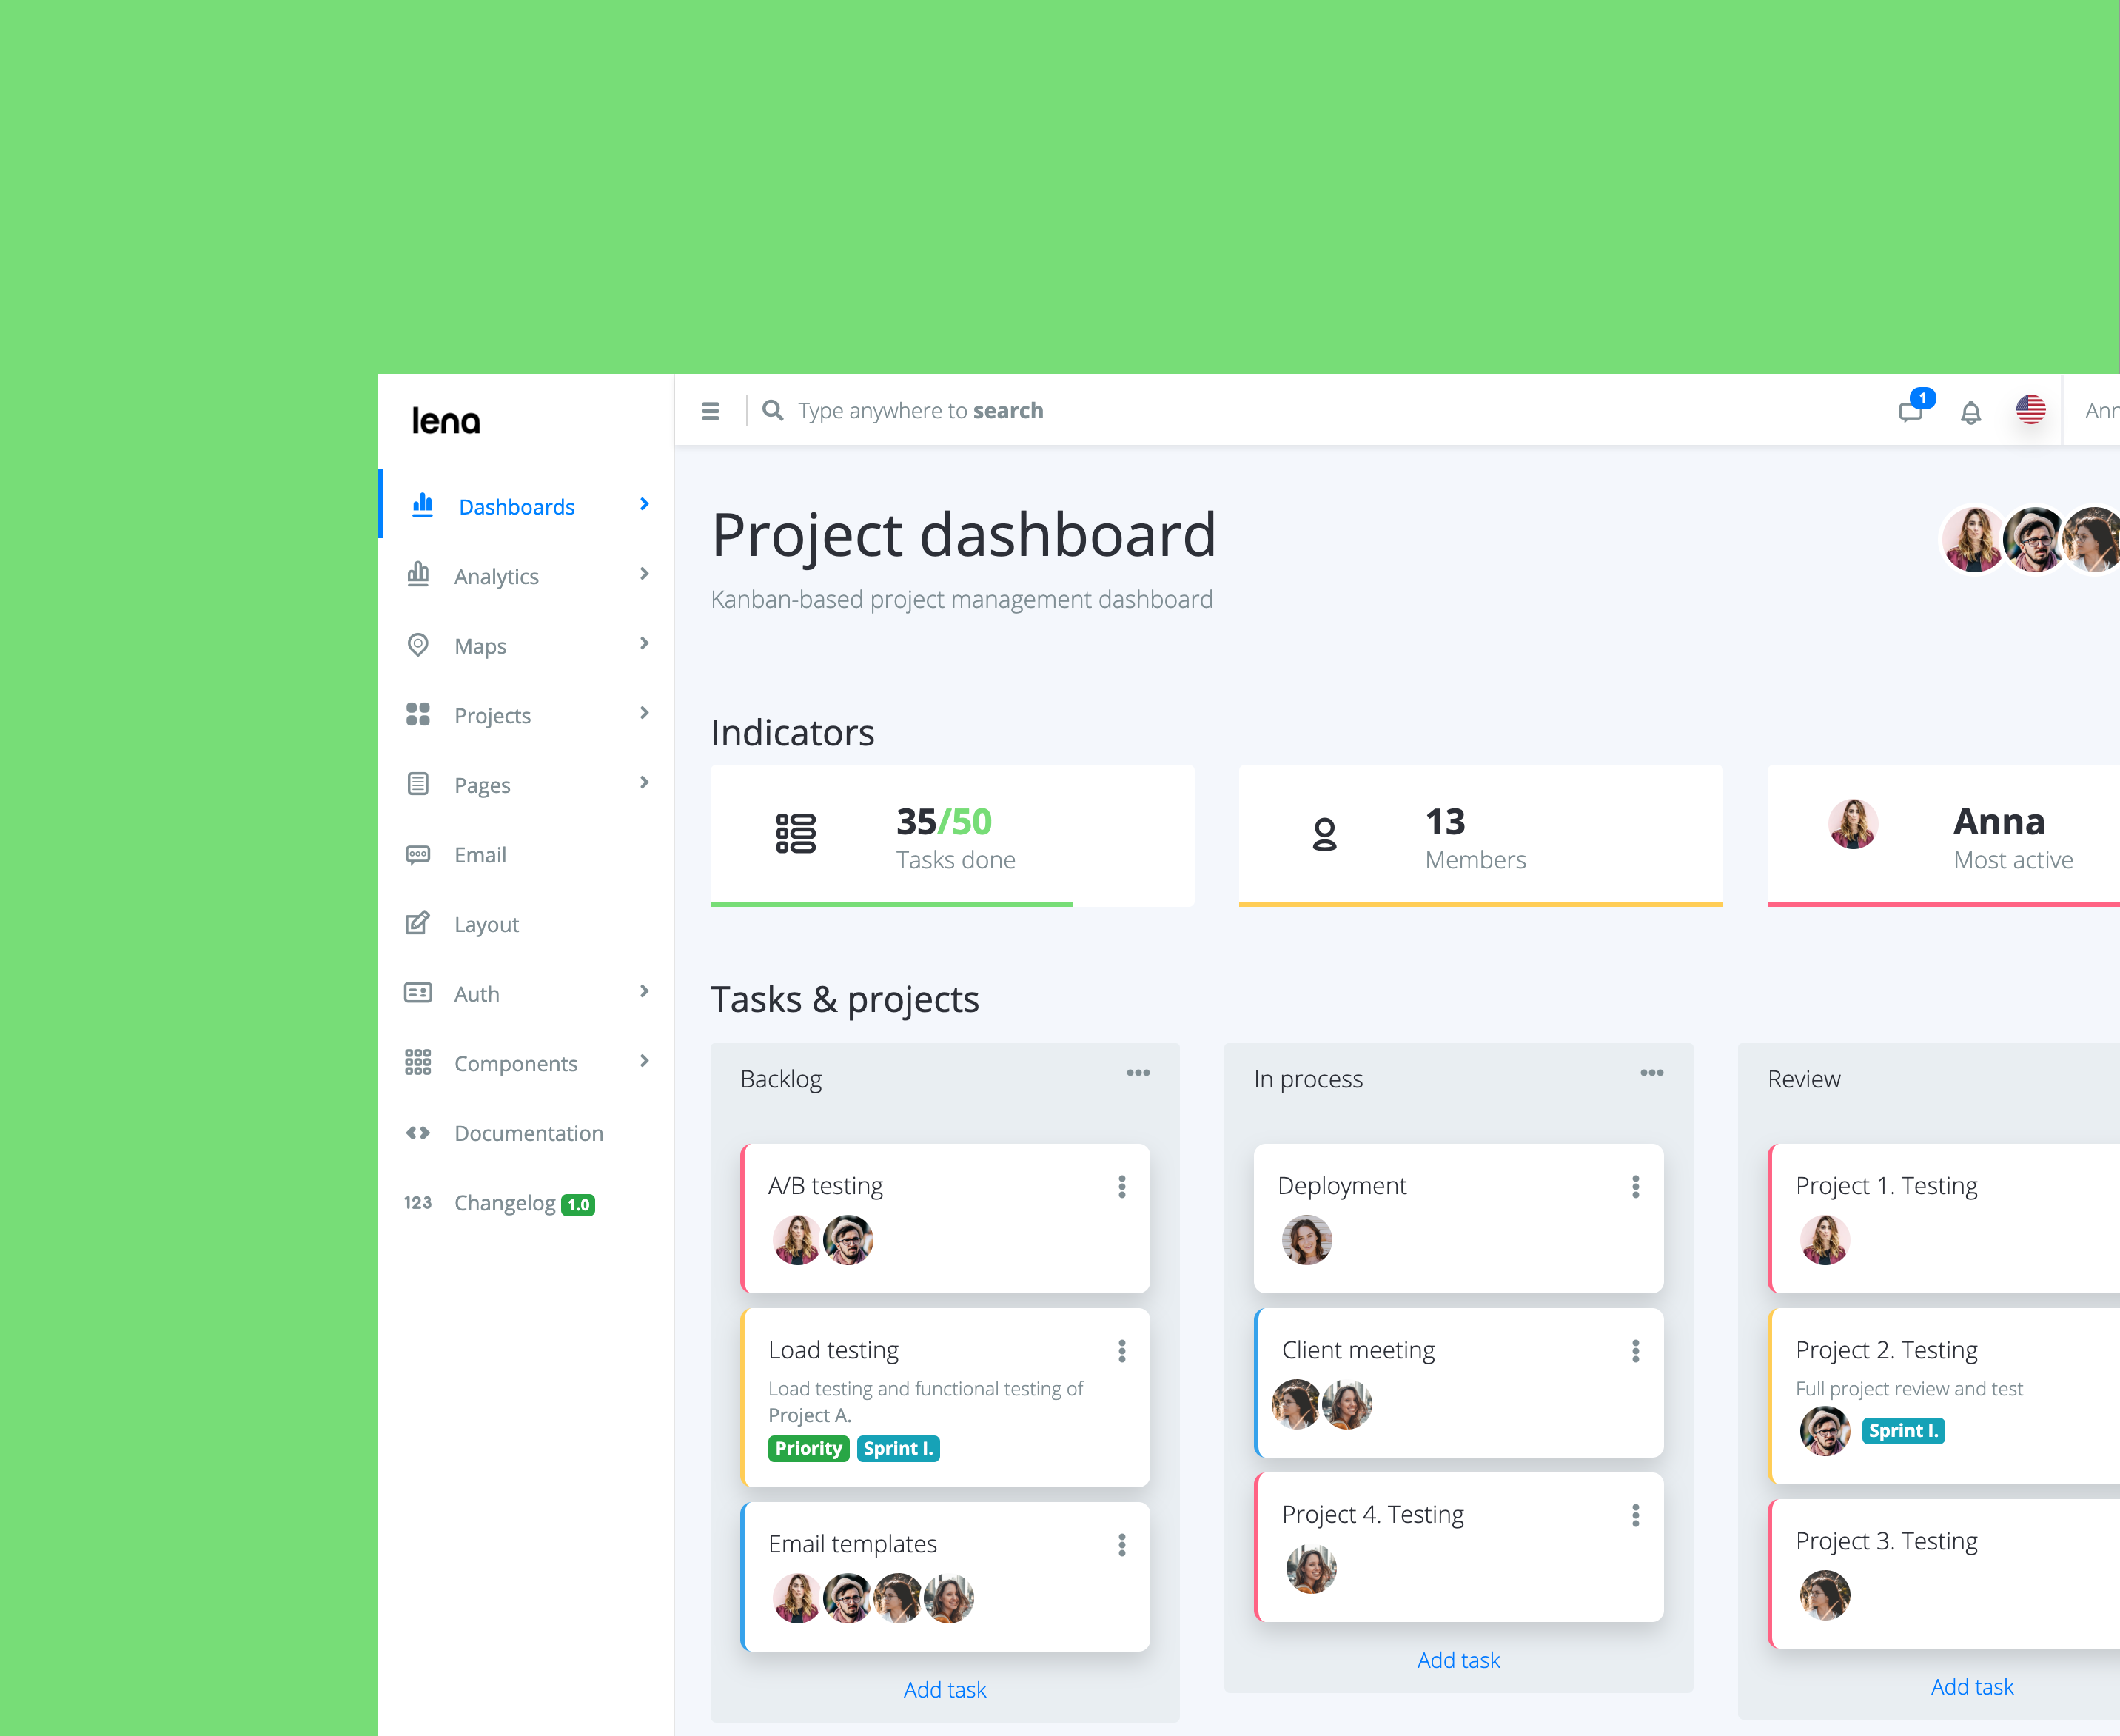 lena
Dashboards
Analytics
Maps
Projects
Pages
Email
Layout
Auth
Components
Documentation
123 Changelog 1.0
Type anywhere to search
1
Project dashboard
Kanban-based project management dashboard
Indicators
35/50
Tasks done
13
Members
Anna
Most active
Tasks & projects
Backlog
A/B testing
Load testing
Load testing and functional testing of
Project A.
Priority Sprint I.
Email templates
Add task
In process
Deployment
Client meeting
Project 4. Testing
Add task
Review
Project 1. Testing
Project 2. Testing
Full project review and test
Sprint I.
Project 3. Testing
Add task